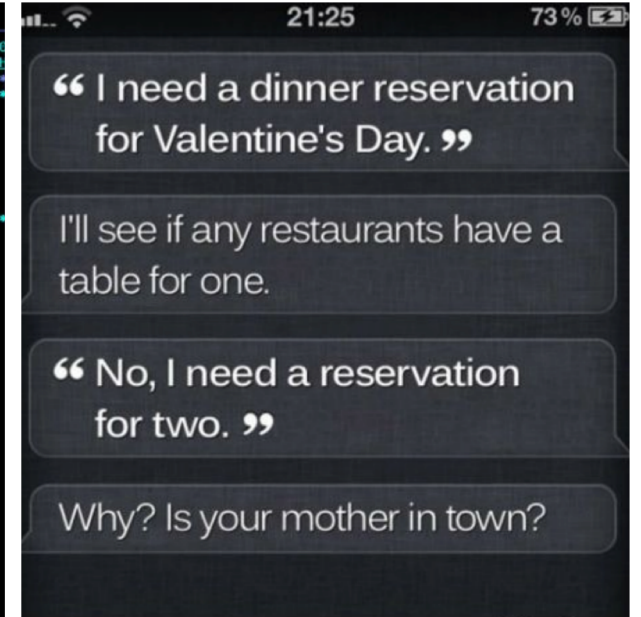 21:25 73%
“ I need a dinner reservation
for Valentine's Day. ”
I'll see if any restaurants have a
table for one.
“ No, I need a reservation
for two. ”
Why? Is your mother in town?